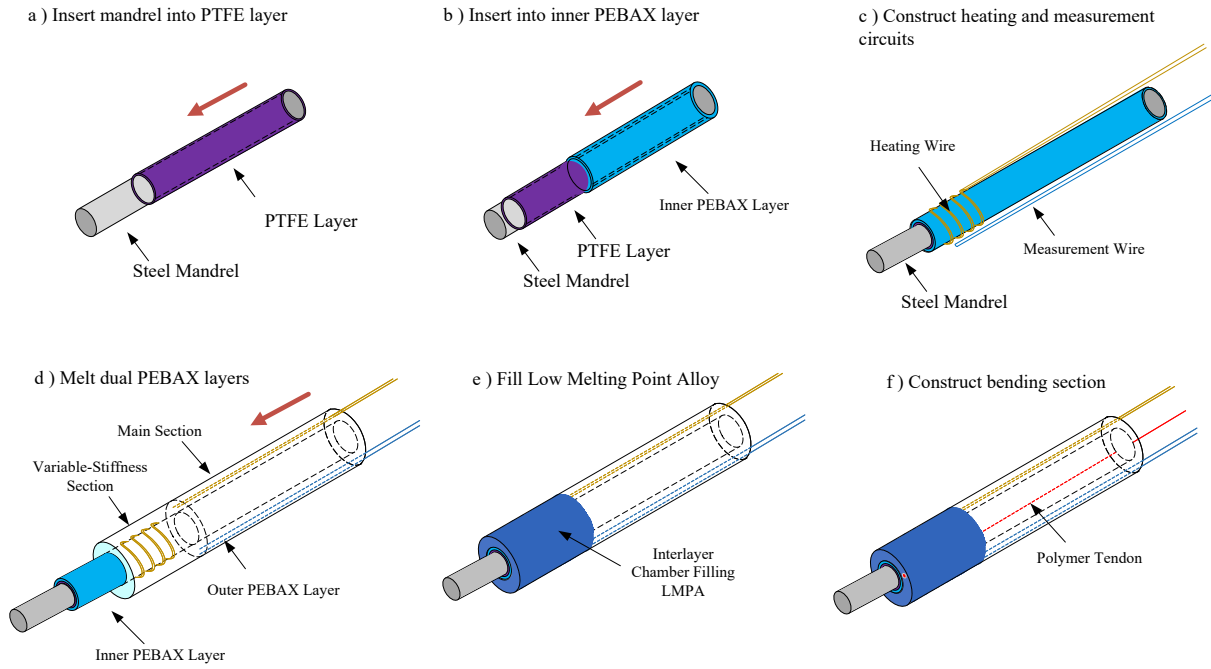 a ) Insert mandrel into PTFE layer
PTFE Layer
Steel Mandrel
b ) Insert into inner PEBAX layer
Inner PEBAX Layer
PTFE Layer
Steel Mandrel
c ) Construct heating and measurement
circuits
Heating Wire
Measurement Wire
Steel Mandrel
d ) Melt dual PEBAX layers
Main Section
Variable-Stiffness
Section
Outer PEBAX Layer
Inner PEBAX Layer
e ) Fill Low Melting Point Alloy
Interlayer
Chamber Filling
LMPA
f ) Construct bending section
Polymer Tendon